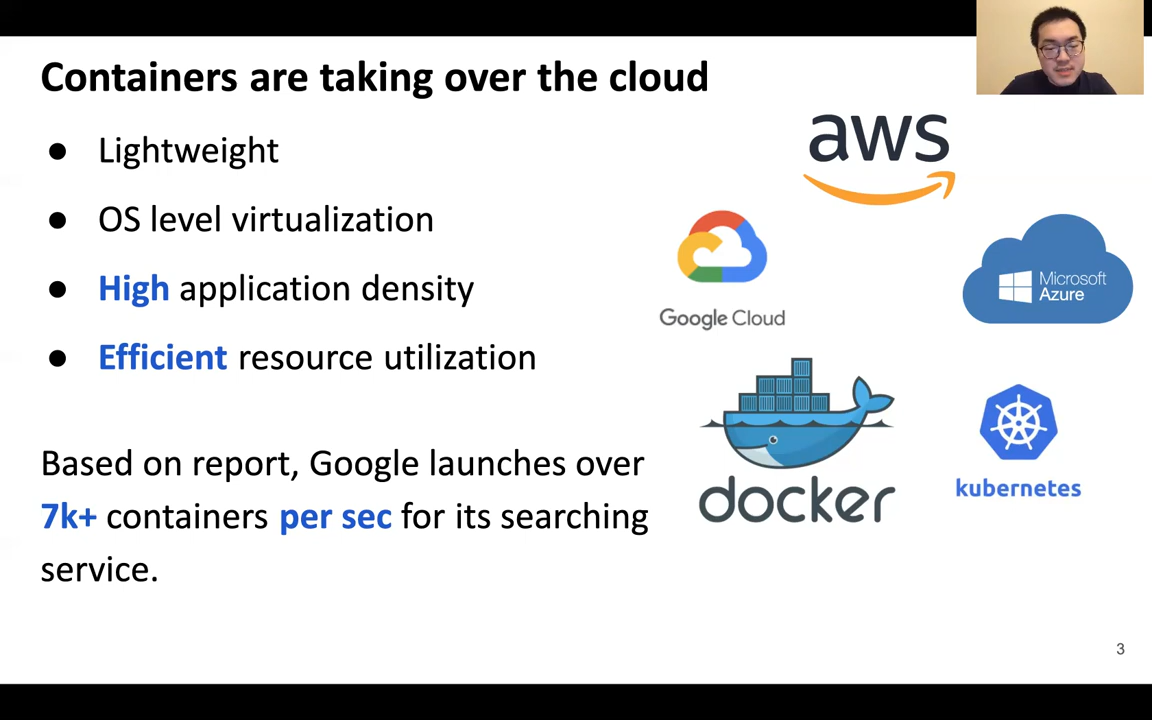 Containers are taking over the cloud
● Lightweight
● OS level virtualization
● High application density
● Efficient resource utilization
Based on report, Google launches over
7k+ containers per sec for its searching
service.
aws
Google Cloud
Microsoft
Azure
docker
kubernetes
3